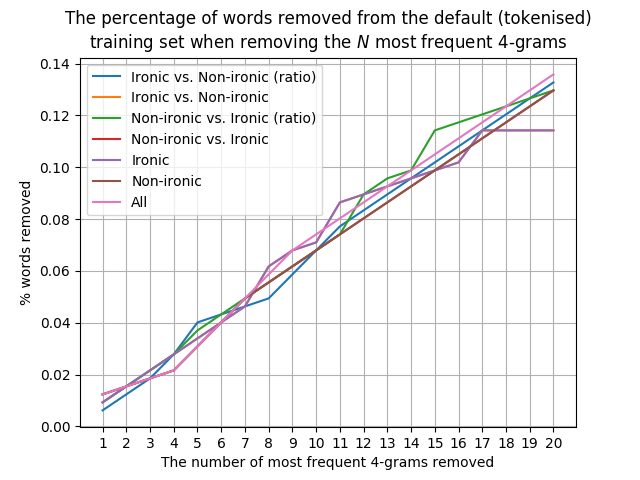 The percentage of words removed from the default (tokenised)
training set when removing the N most frequent 4-grams
0.14
0.12
0.10
0.08
0.06
0.04
0.02
0.00
% words removed
Ironic vs. Non-ironic (ratio)
Ironic vs. Non-ironic
Non-ironic vs. Ironic (ratio)
Non-ironic vs. Ironic
Ironic
Non-ironic
All
1 2 3 4 5 6 7 8 9 10 11 12 13 14 15 16 17 18 19 20
The number of most frequent 4-grams removed